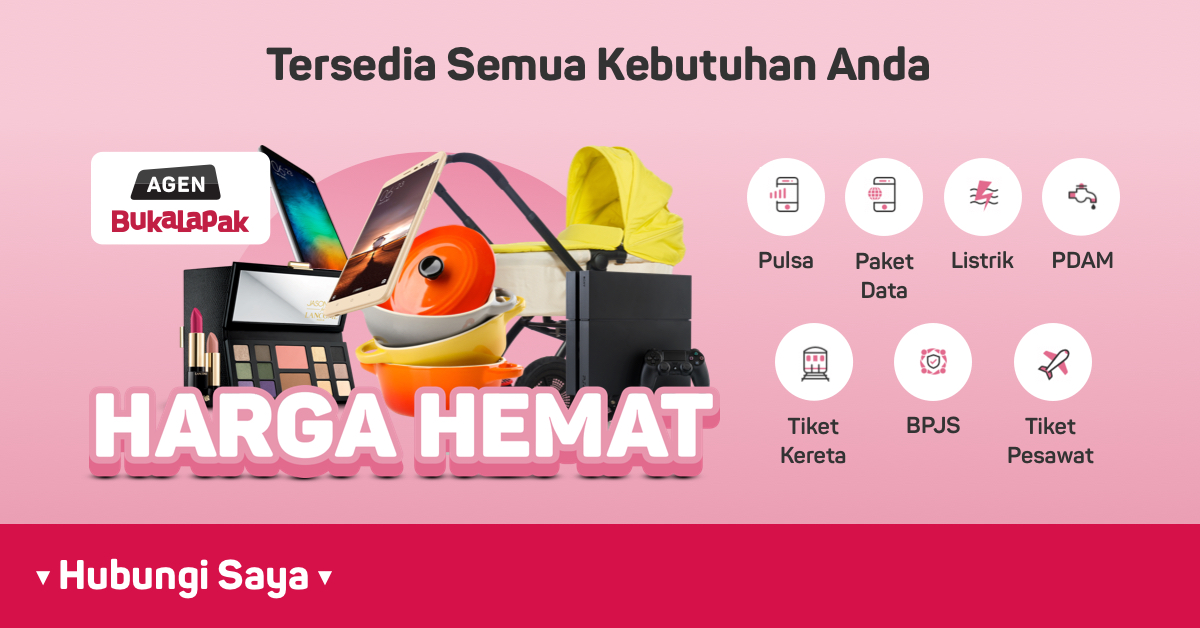 Tersedia Semua Kebutuhan Anda
AGEN
Bukalapak
HARGA HEMAT
Pulsa
Paket
Data
Listrik
PDAM
Tiket
Kereta
BPJS
Tiket
Pesawat
▼ Hubungi Saya ▼